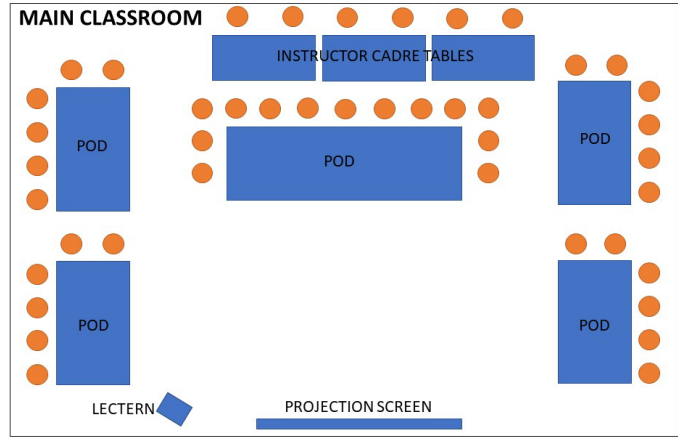 MAIN CLASSROOM
INSTRUCTOR CADRE TABLES
POD
POD
POD
POD
POD
LECTERN
PROJECTION SCREEN